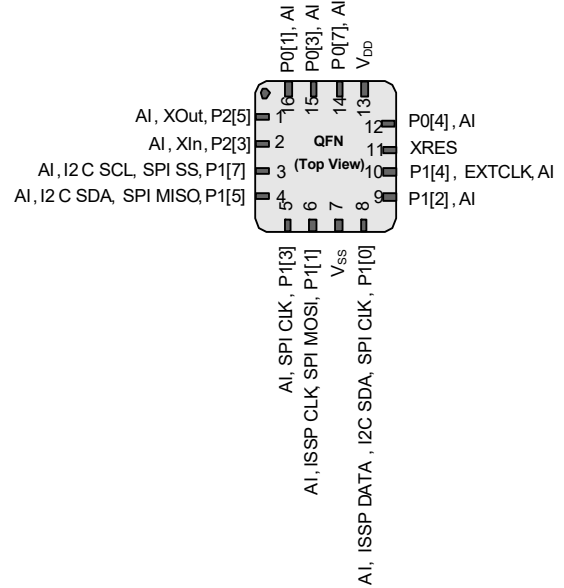 P0[1], AI
P0[3], AI
P0[7], AI
VDD
16
15
14
13
AI, XOut, P2[5]
1
AI, XIn, P2[3]
2
AI, I2C SCL, SPI SS, P1[7]
3
AI, I2C SDA, SPI MISO, P1[5]
4
QFN
(Top View)
12
P0[4], AI
11
XRES
10
P1[4], EXTCLK, AI
9
P1[2], AI
5
6
7
8
AI, SPI CLK, P1[3]
AI, ISSP CLK, SPI MOSI, P1[1]
VSS
AI, ISSP DATA, I2C SDA, SPI CLK, P1[0]